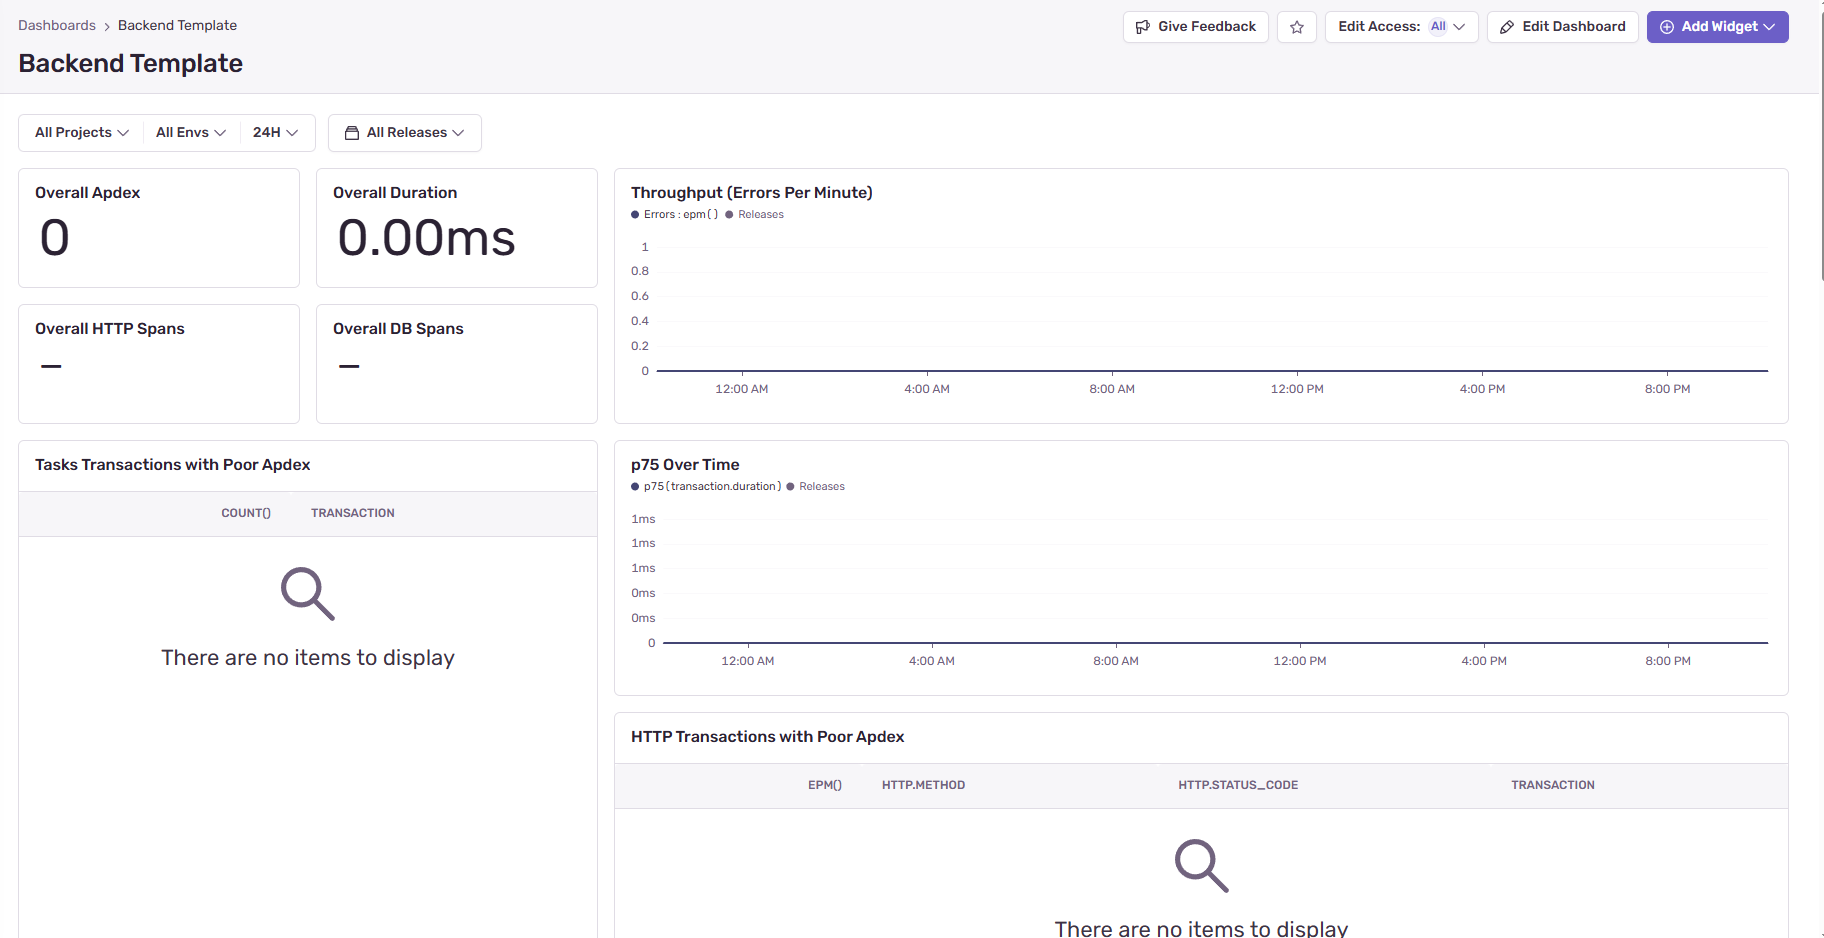 Dashboards > Backend Template
Backend Template
Give Feedback
Edit Access: All
Edit Dashboard
Add Widget
All Projects
All Envs
24H
All Releases
Overall Apdex
0
Overall Duration
0.00ms
Overall HTTP Spans
—
Overall DB Spans
—
Throughput (Errors Per Minute)
Errors : epm() Releases
1
0.8
0.6
0.4
0.2
0
12:00 AM 4:00 AM 8:00 AM 12:00 PM 4:00 PM 8:00 PM
Tasks Transactions with Poor Apdex
COUNT() TRANSACTION
There are no items to display
p75 Over Time
p75(transaction.duration) Releases
1ms
1ms
1ms
0ms
0ms
0
12:00 AM 4:00 AM 8:00 AM 12:00 PM 4:00 PM 8:00 PM
HTTP Transactions with Poor Apdex
EPM() HTTP.METHOD HTTP.STATUS_CODE TRANSACTION
There are no items to display